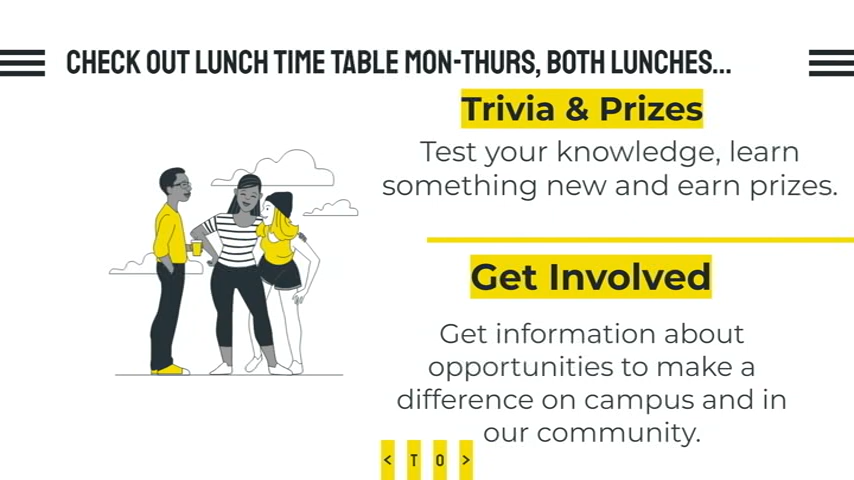 CHECK OUT LUNCH TIME TABLE MON-THURS, BOTH LUNCHES...
Trivia & Prizes
Test your knowledge, learn
something new and earn prizes.
Get Involved
Get information about
opportunities to make a
difference on campus and in
our community.
< T O >